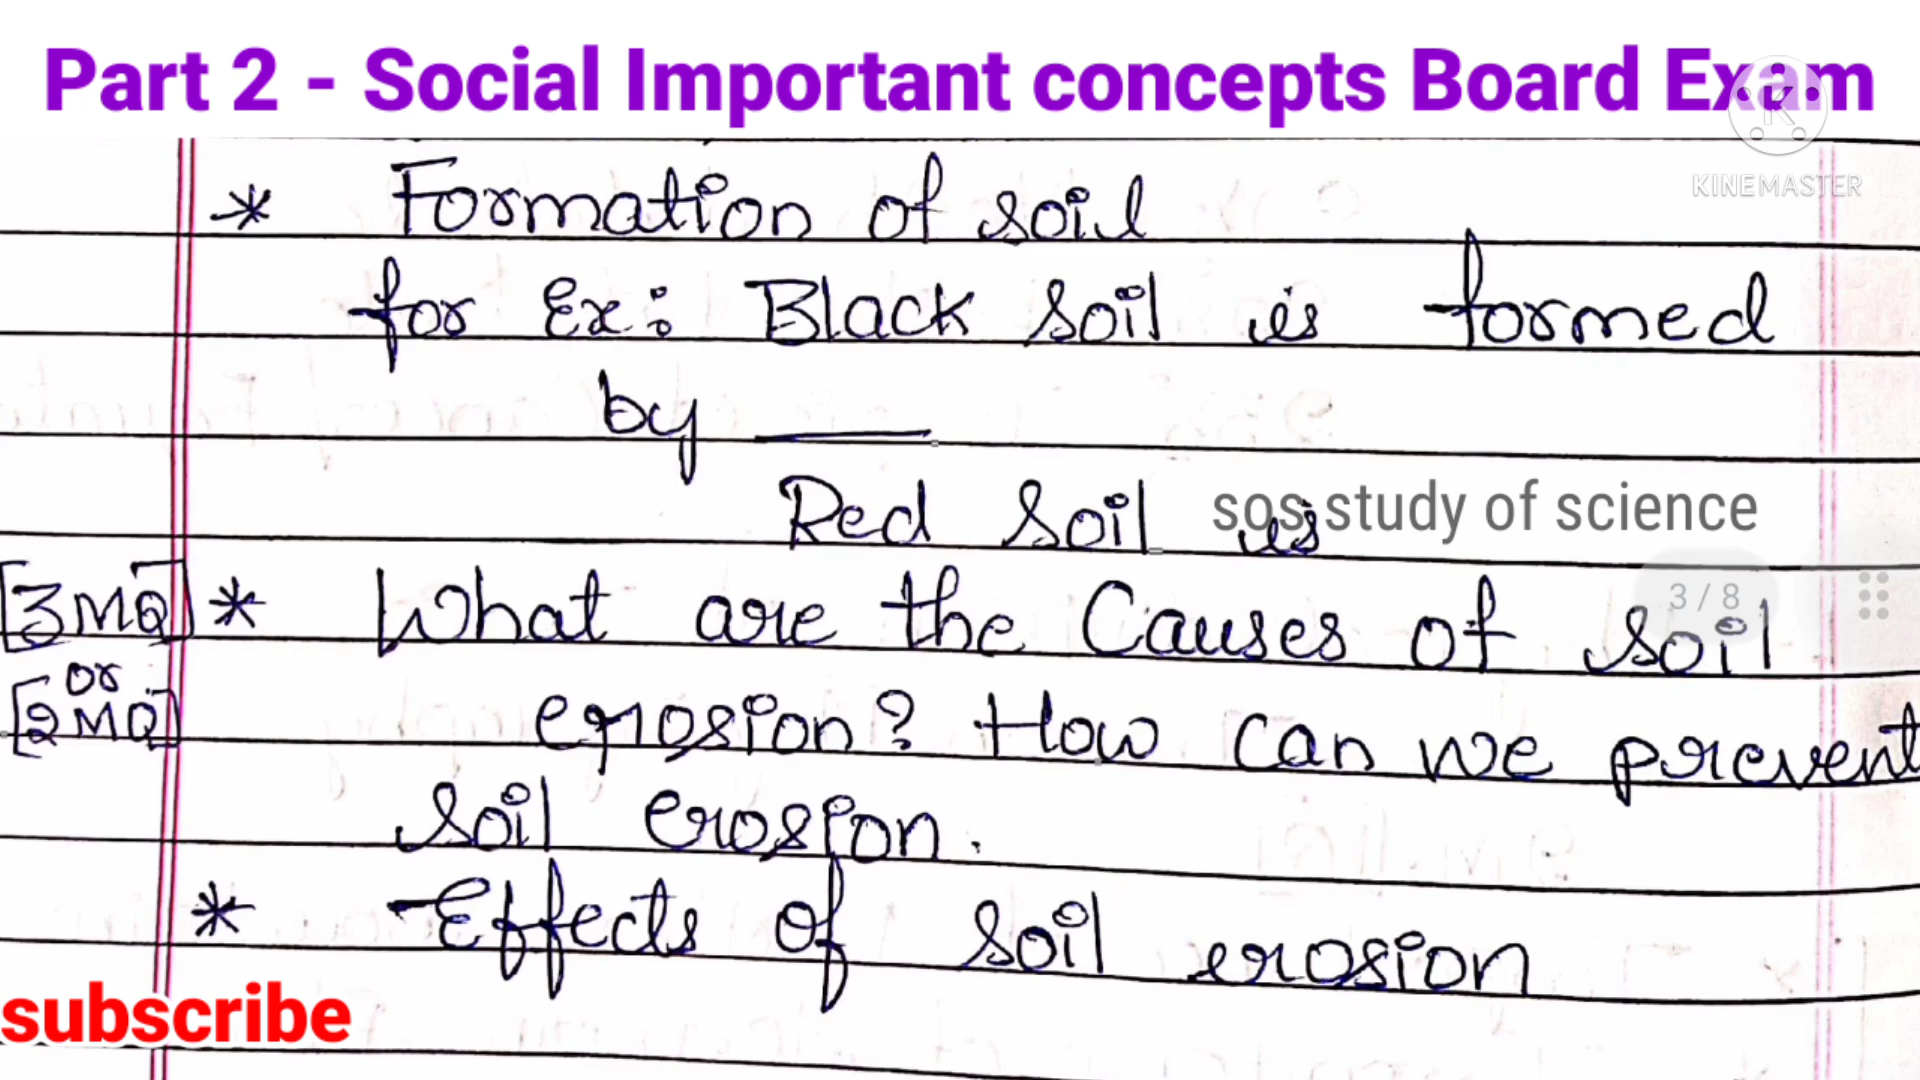 Part 2 - Social Important concepts Board Exam
KINEMASTER
* Formation of soil
for Ex: Black soil is formed
by ____
Red soil is
sos study of science
3 / 8
[3MQ] * What are the Causes of soil
or
[2MQ] erosion? How can we prevent
soil erosion.
* Effects of soil erosion
subscribe